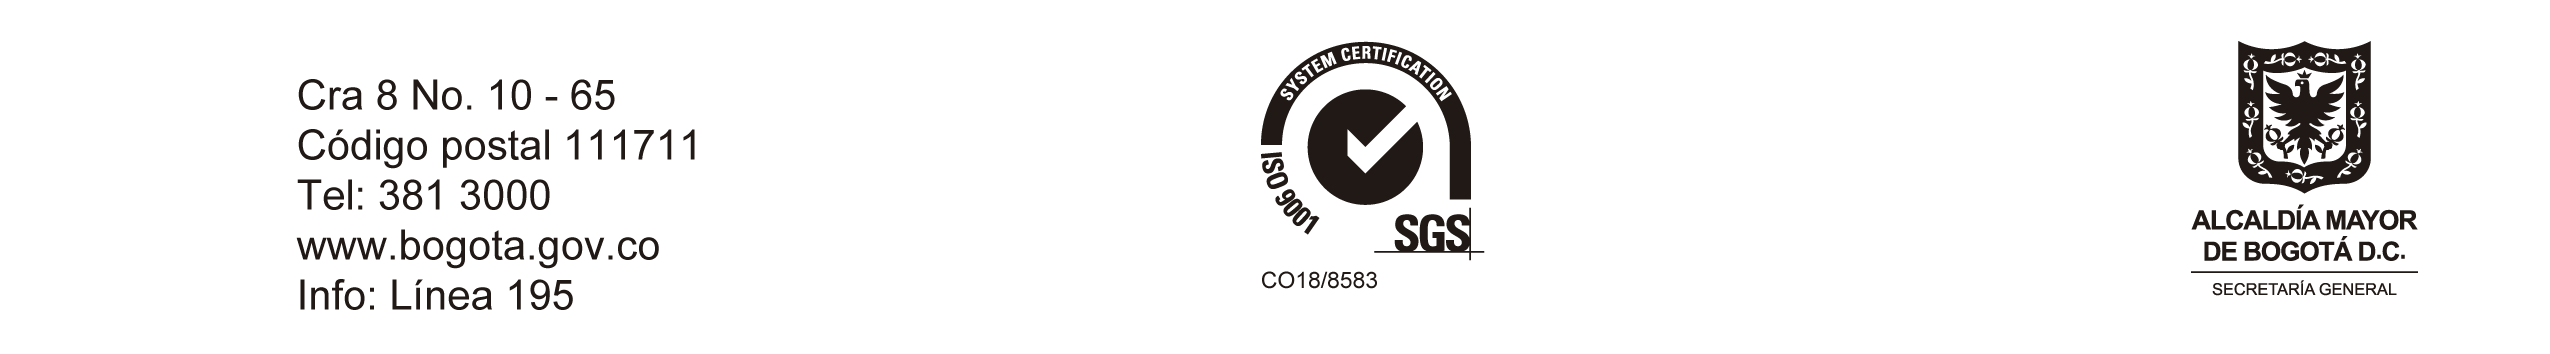 Cra 8 No. 10 - 65
Código postal 111711
Tel: 381 3000
www.bogota.gov.co
Info: Línea 195
SYSTEM CERTIFICATION
ISO 9001
SGS
CO18/8583
ALCALDÍA MAYOR
DE BOGOTÁ D.C.
SECRETARÍA GENERAL